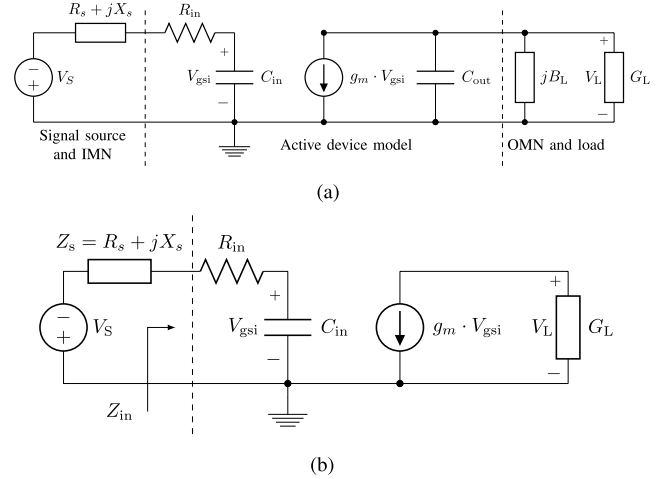 R_s + jX_s
R_in
+
−
+
V_S
V_gsi
C_in
−
g_m · V_gsi
C_out
jB_L
+
V_L
G_L
−
Signal source
and IMN
Active device model
OMN and load
(a)
Z_s = R_s + jX_s
R_in
+
−
+
V_S
V_gsi
C_in
−
g_m · V_gsi
+
V_L
G_L
−
Z_in
(b)